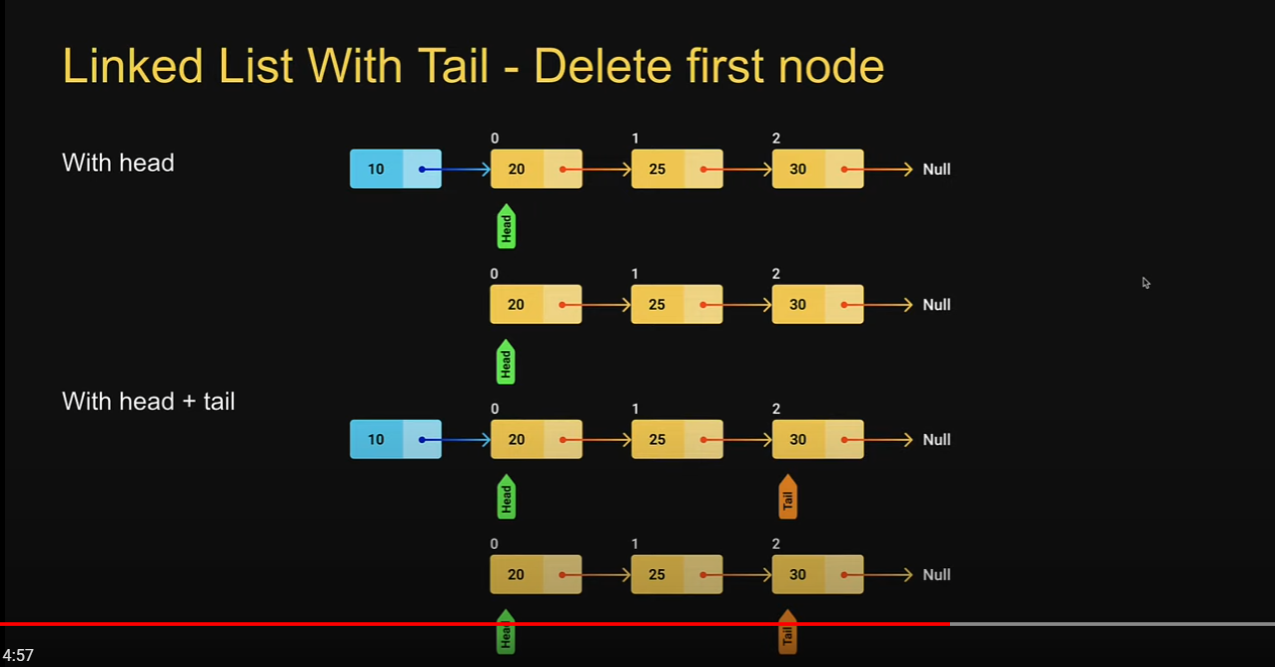 Linked List With Tail - Delete first node
With head
0 1 2
10 20 25 30 Null
Head
0 1 2
20 25 30 Null
Head
With head + tail
0 1 2
10 20 25 30 Null
Head Tail
0 1 2
20 25 30 Null
Head Tail
4:57